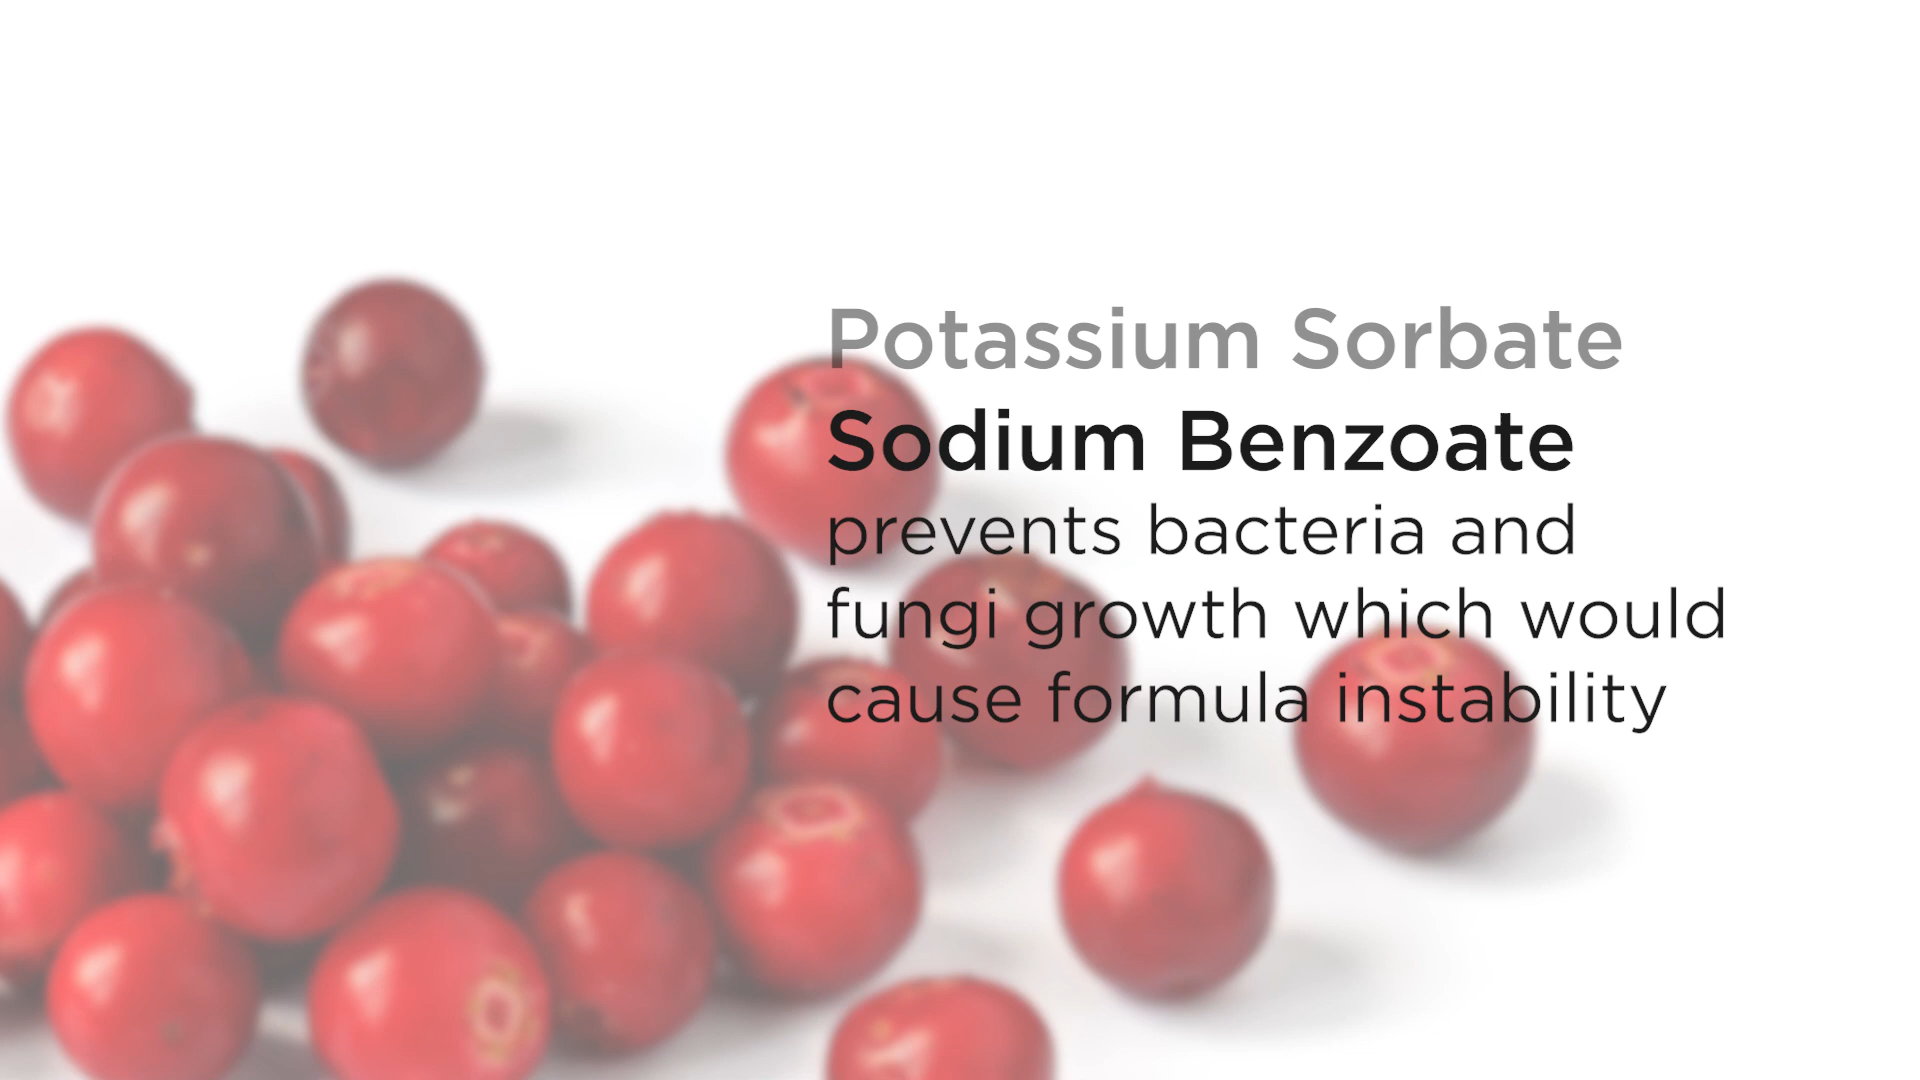 Potassium Sorbate
Sodium Benzoate
prevents bacteria and
fungi growth which would
cause formula instability